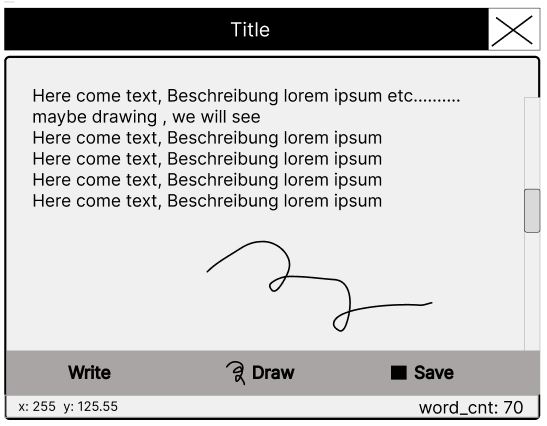 Title
Here come text, Beschreibung lorem ipsum etc..........
maybe drawing , we will see
Here come text, Beschreibung lorem ipsum
Here come text, Beschreibung lorem ipsum
Here come text, Beschreibung lorem ipsum
Here come text, Beschreibung lorem ipsum
Write Draw Save
x: 255 y: 125.55 word_cnt: 70